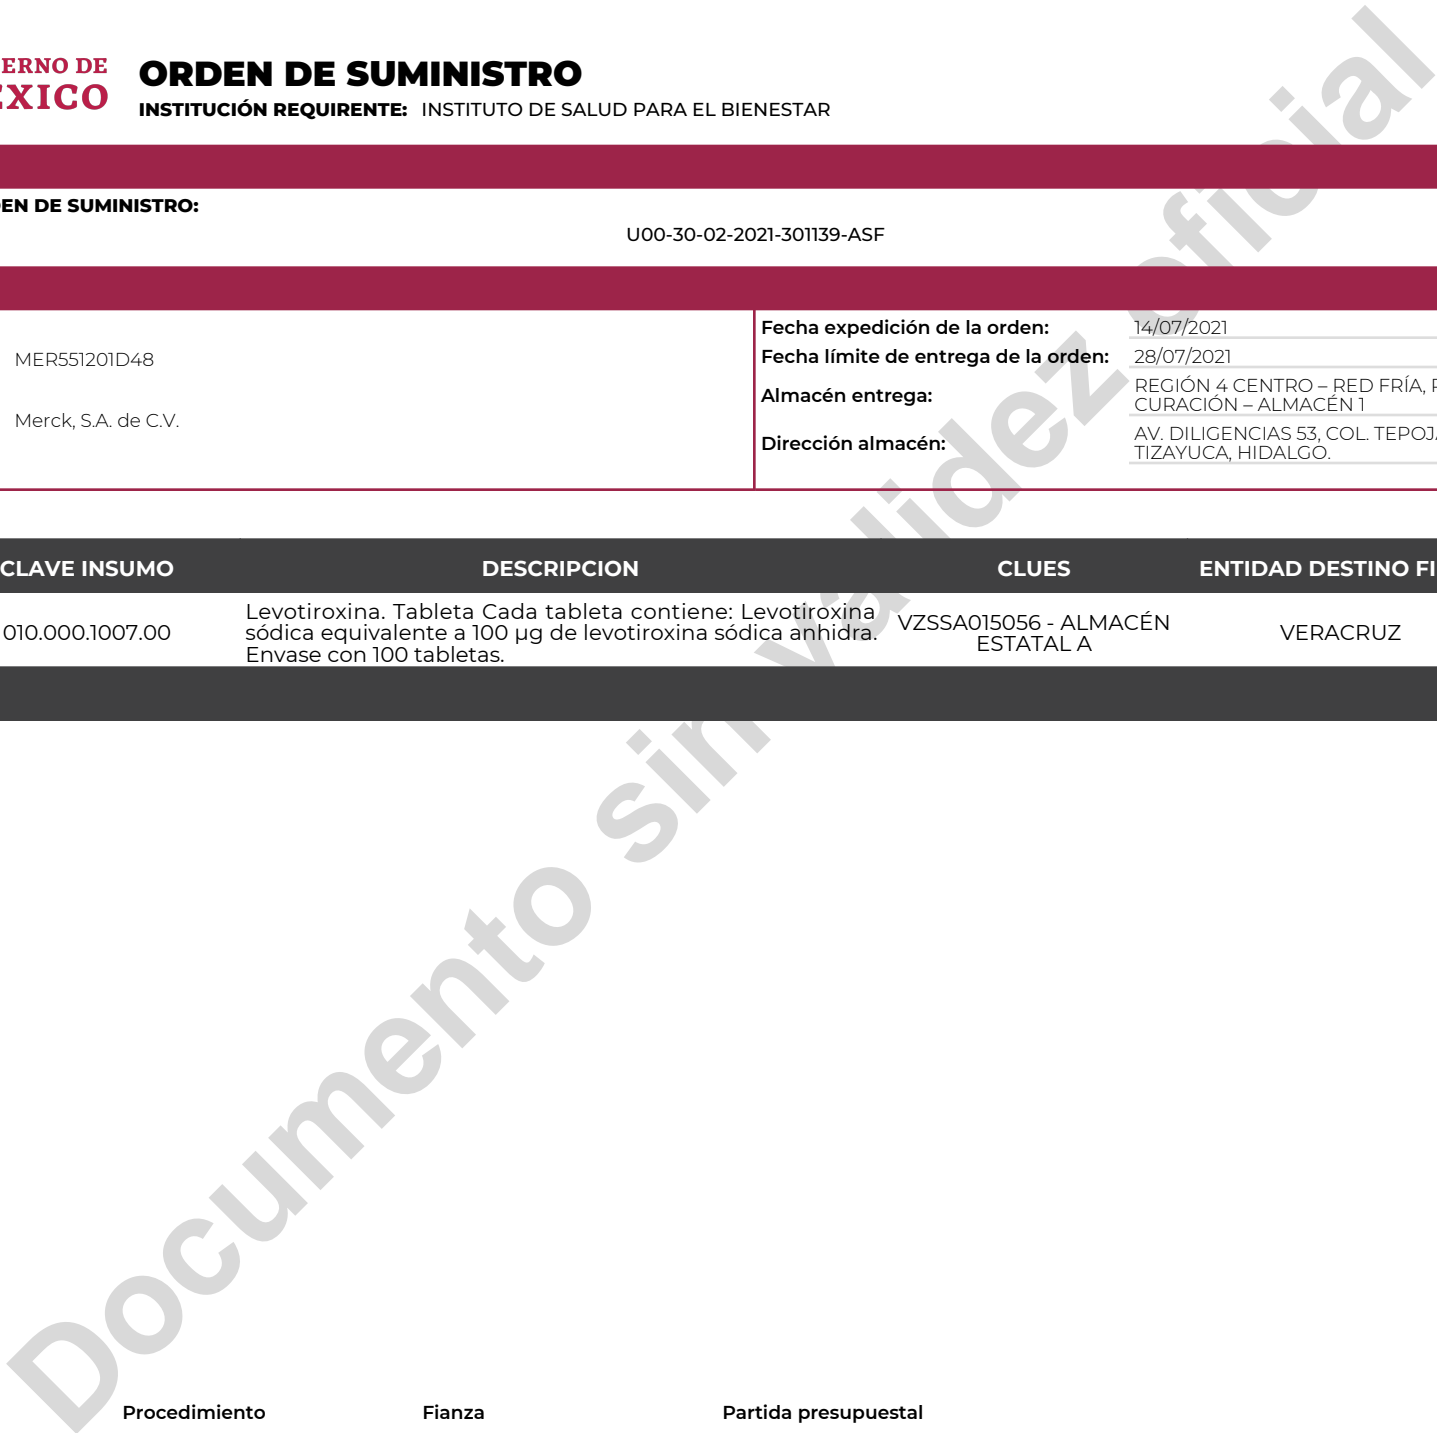 ERNO DE
ÉXICO
ORDEN DE SUMINISTRO
INSTITUCIÓN REQUIRENTE: INSTITUTO DE SALUD PARA EL BIENESTAR
EN DE SUMINISTRO:
U00-30-02-2021-301139-ASF
MER551201D48
Merck, S.A. de C.V.
Fecha expedición de la orden: 14/07/2021
Fecha límite de entrega de la orden: 28/07/2021
Almacén entrega: REGIÓN 4 CENTRO – RED FRÍA,
CURACIÓN – ALMACÉN 1
Dirección almacén: AV. DILIGENCIAS 53, COL. TEPOJ
TIZAYUCA, HIDALGO.
CLAVE INSUMO DESCRIPCION CLUES ENTIDAD DESTINO FI
010.000.1007.00
Levotiroxina. Tableta Cada tableta contiene: Levotiroxina
sódica equivalente a 100 µg de levotiroxina sódica anhidra.
Envase con 100 tabletas.
VZSSA015056 - ALMACÉN
ESTATAL A
VERACRUZ
Documento sin validez oficial
Procedimiento Fianza Partida presupuestal